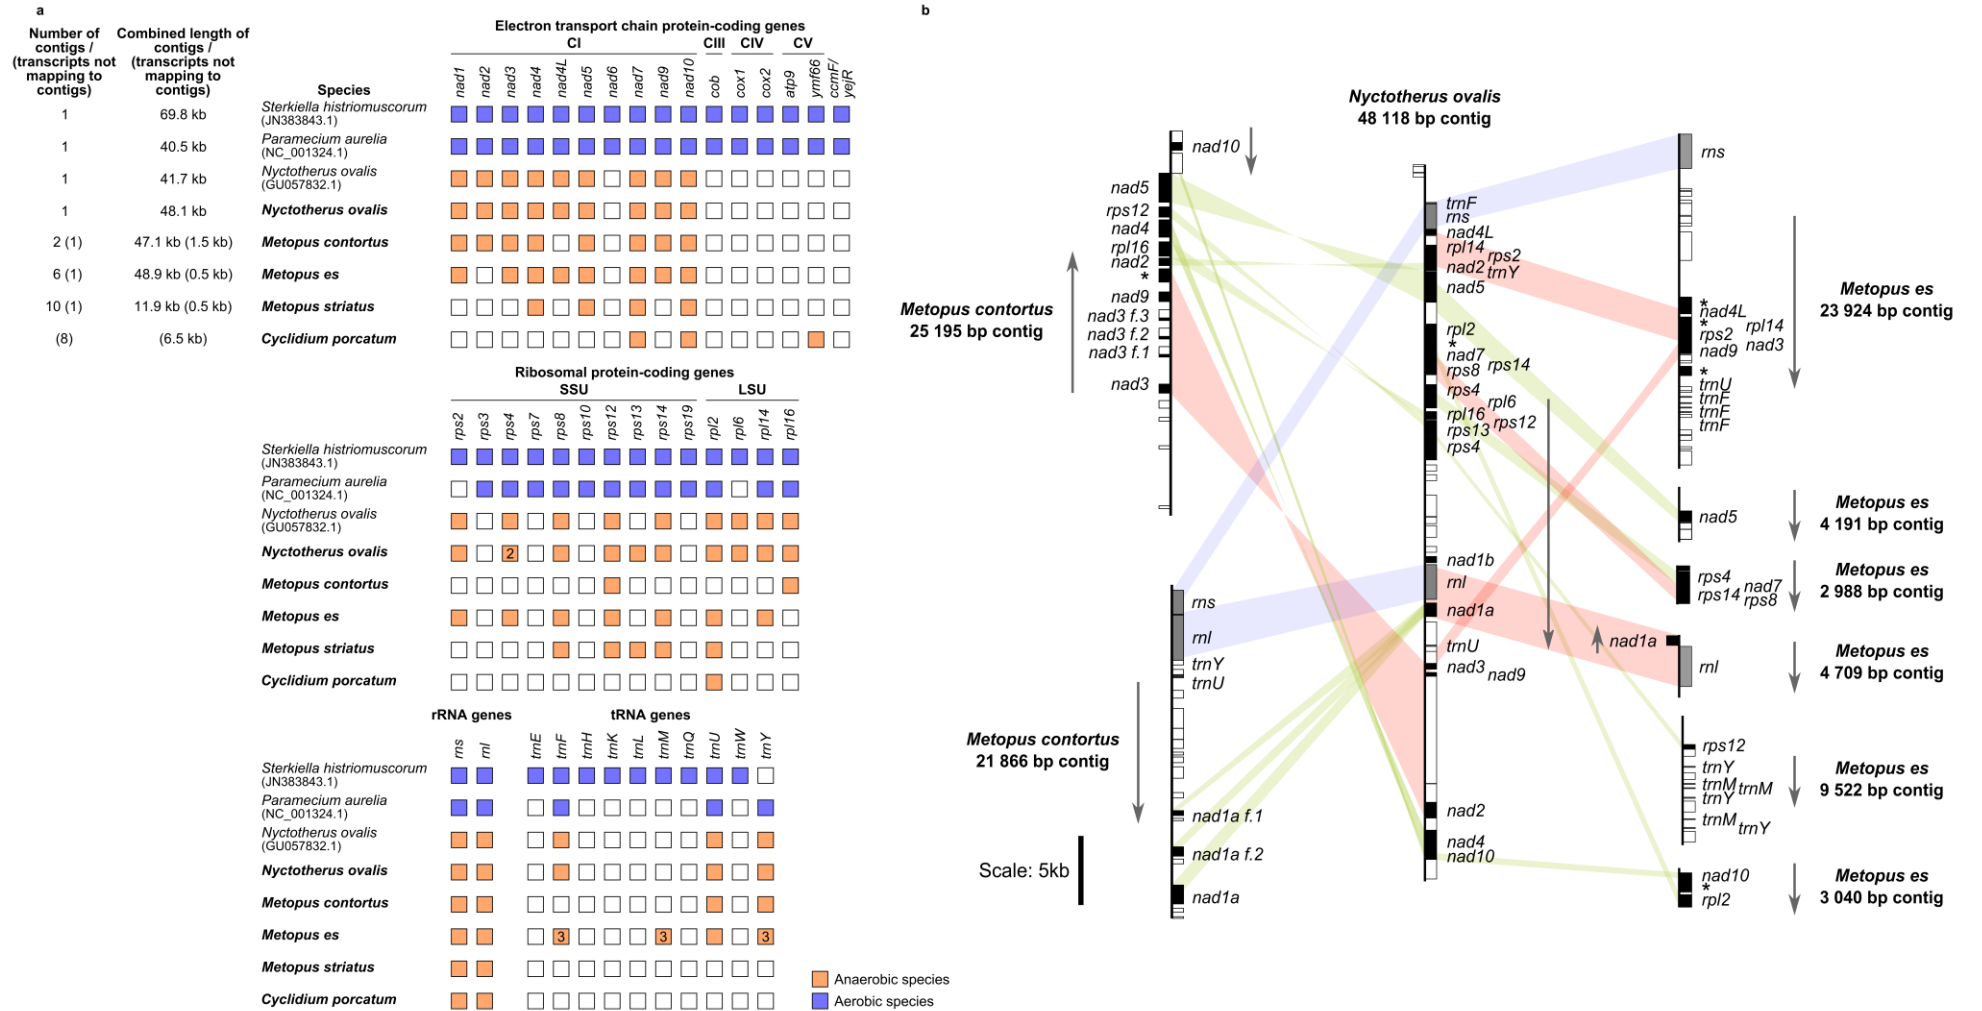 a
Number of
contigs /
(transcripts not
mapping to
contigs)
Combined length of
contigs /
(transcripts not
mapping to
contigs)
Species
Electron transport chain protein-coding genes
CI CIII CIV CV
nad1 nad2 nad3 nad4 nad4L nad5 nad6 nad7 nad9 nad10 cob cox1 cox2 atp9 ymf66 ccmF/ yejR
1 69.8 kb Sterkiella histriomuscorum
(JN383843.1)
1 40.5 kb Paramecium aurelia
(NC_001324.1)
1 41.7 kb Nyctotherus ovalis
(GU057832.1)
1 48.1 kb Nyctotherus ovalis
2 (1) 47.1 kb (1.5 kb) Metopus contortus
6 (1) 48.9 kb (0.5 kb) Metopus es
10 (1) 11.9 kb (0.5 kb) Metopus striatus
(8) (6.5 kb) Cyclidium porcatum
Ribosomal protein-coding genes
SSU LSU
rps2 rps3 rps4 rps7 rps8 rps10 rps12 rps13 rps14 rps19 rpl2 rpl6 rpl14 rpl16
Sterkiella histriomuscorum
(JN383843.1)
Paramecium aurelia
(NC_001324.1)
Nyctotherus ovalis
(GU057832.1)
Nyctotherus ovalis 2
Metopus contortus
Metopus es
Metopus striatus
Cyclidium porcatum
rRNA genes tRNA genes
rns rnl trnE trnF trnH trnK trnL trnM trnQ trnU trnW trnY
Sterkiella histriomuscorum
(JN383843.1)
Paramecium aurelia
(NC_001324.1)
Nyctotherus ovalis
(GU057832.1)
Nyctotherus ovalis
Metopus contortus
Metopus es 3 3 3
Metopus striatus
Cyclidium porcatum
Anaerobic species
Aerobic species
b
Metopus contortus
25 195 bp contig
nad10
nad5
rps12
nad4
rpl16
nad2
*
nad9
nad3 f.3
nad3 f.2
nad3 f.1
nad3
Metopus contortus
21 866 bp contig
rns
rnl
trnY
trnU
nad1a f.1
nad1a f.2
nad1a
Scale: 5kb
Nyctotherus ovalis
48 118 bp contig
trnF
rns
nad4L
rpl14 rps2
nad2 trnY
nad5
rpl2
*
nad7 rps14
rps8
rps4 rpl6
rpl16 rps12
rps13
rps4
nad1b
rnl
nad1a
trnU
nad3 nad9
nad2
nad4
nad10
rns
*
nad4L
* rpl14
rps2 nad3
nad9
*
trnU
trnF
trnF
trnF
Metopus es
23 924 bp contig
nad5
Metopus es
4 191 bp contig
rps4 nad7
rps14 rps8
Metopus es
2 988 bp contig
nad1a
rnl
Metopus es
4 709 bp contig
rps12
trnY
trnM trnM
trnY
trnM trnY
Metopus es
9 522 bp contig
nad10
*
rpl2
Metopus es
3 040 bp contig